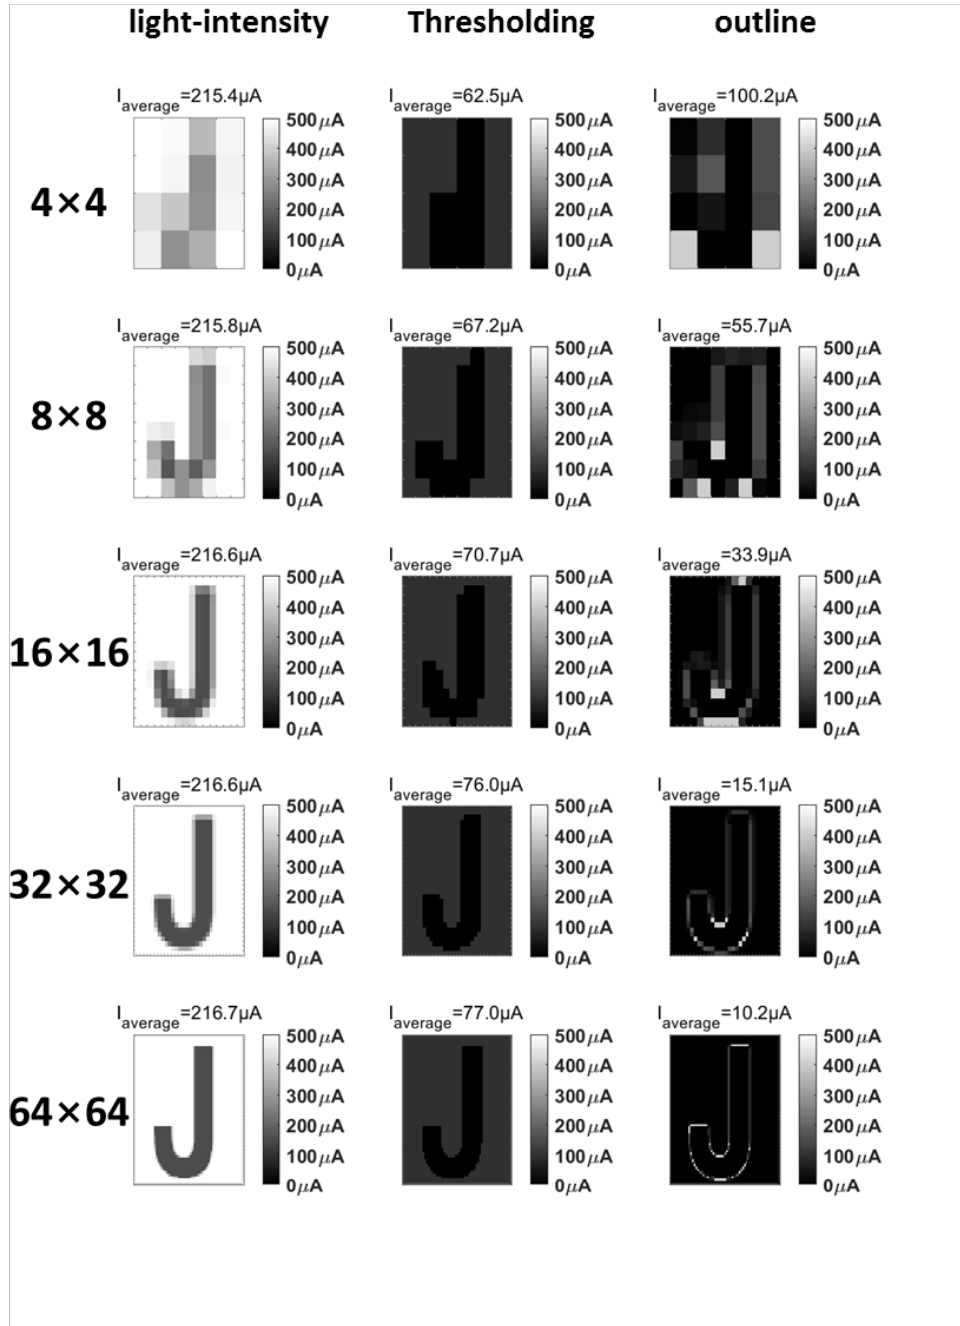 light-intensity Thresholding outline
I average=215.4μA I average=62.5μA I average=100.2μA
4×4
500μA 500μA 500μA
400μA 400μA 400μA
300μA 300μA 300μA
200μA 200μA 200μA
100μA 100μA 100μA
0μA 0μA 0μA
I average=215.8μA I average=67.2μA I average=55.7μA
8×8
500μA 500μA 500μA
400μA 400μA 400μA
300μA 300μA 300μA
200μA 200μA 200μA
100μA 100μA 100μA
0μA 0μA 0μA
I average=216.6μA I average=70.7μA I average=33.9μA
16×16
500μA 500μA 500μA
400μA 400μA 400μA
300μA 300μA 300μA
200μA 200μA 200μA
100μA 100μA 100μA
0μA 0μA 0μA
I average=216.6μA I average=76.0μA I average=15.1μA
32×32
500μA 500μA 500μA
400μA 400μA 400μA
300μA 300μA 300μA
200μA 200μA 200μA
100μA 100μA 100μA
0μA 0μA 0μA
I average=216.7μA I average=77.0μA I average=10.2μA
64×64
500μA 500μA 500μA
400μA 400μA 400μA
300μA 300μA 300μA
200μA 200μA 200μA
100μA 100μA 100μA
0μA 0μA 0μA